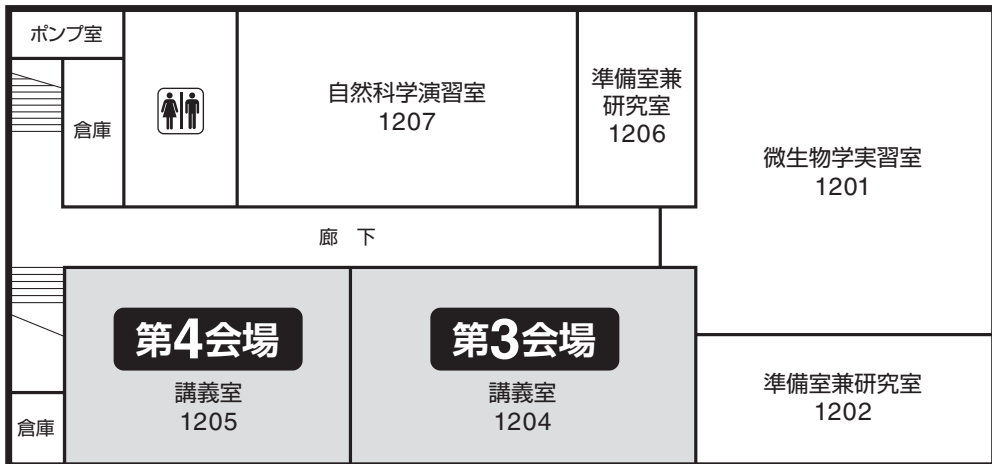 ポンプ室
倉庫
自然科学演習室
1207
準備室兼
研究室
1206
微生物学実習室
1201
廊 下
第4会場
講義室
1205
第3会場
講義室
1204
準備室兼研究室
1202
倉庫